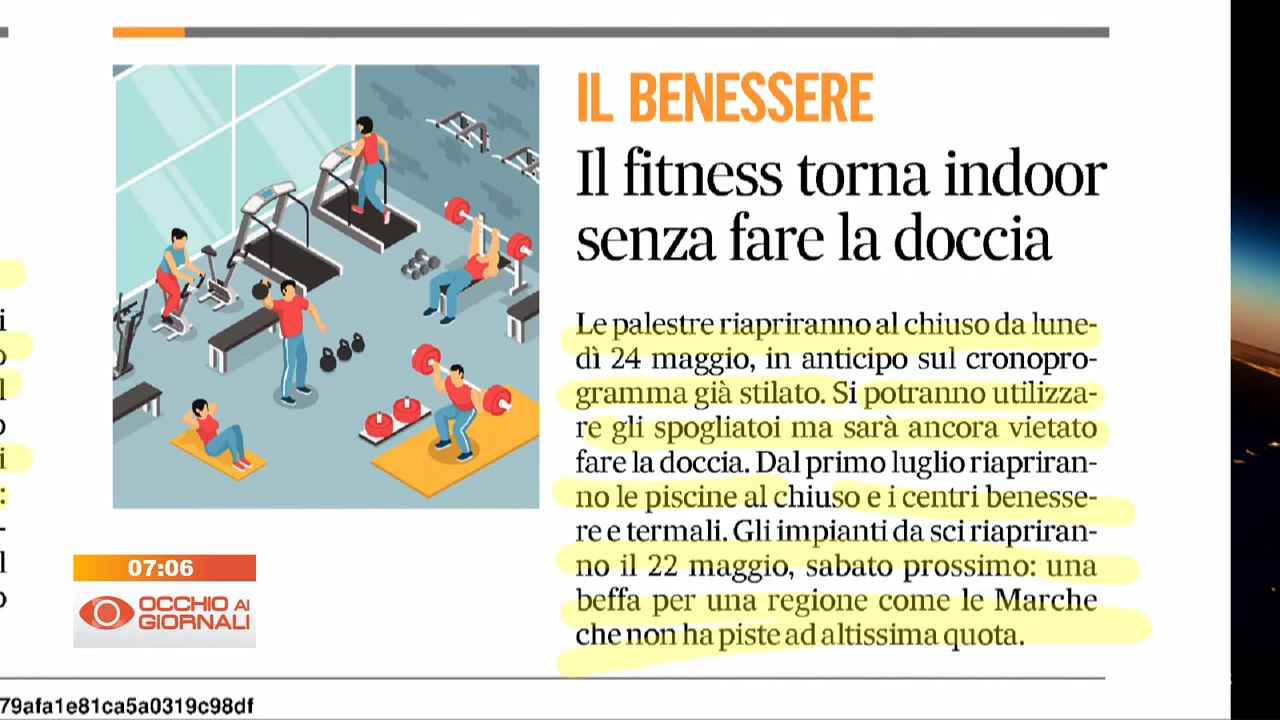 IL BENESSERE
Il fitness torna indoor
senza fare la doccia
Le palestre riapriranno al chiuso da lune-
dì 24 maggio, in anticipo sul cronopro-
gramma già stilato. Si potranno utilizza-
re gli spogliatoi ma sarà ancora vietato
fare la doccia. Dal primo luglio riapriran-
no le piscine al chiuso e i centri benesse-
re e termali. Gli impianti da sci riapriran-
no il 22 maggio, sabato prossimo: una
beffa per una regione come le Marche
che non ha piste ad altissima quota.
07:06
OCCHIO AI
GIORNALI
79afa1e81ca5a0319c98df